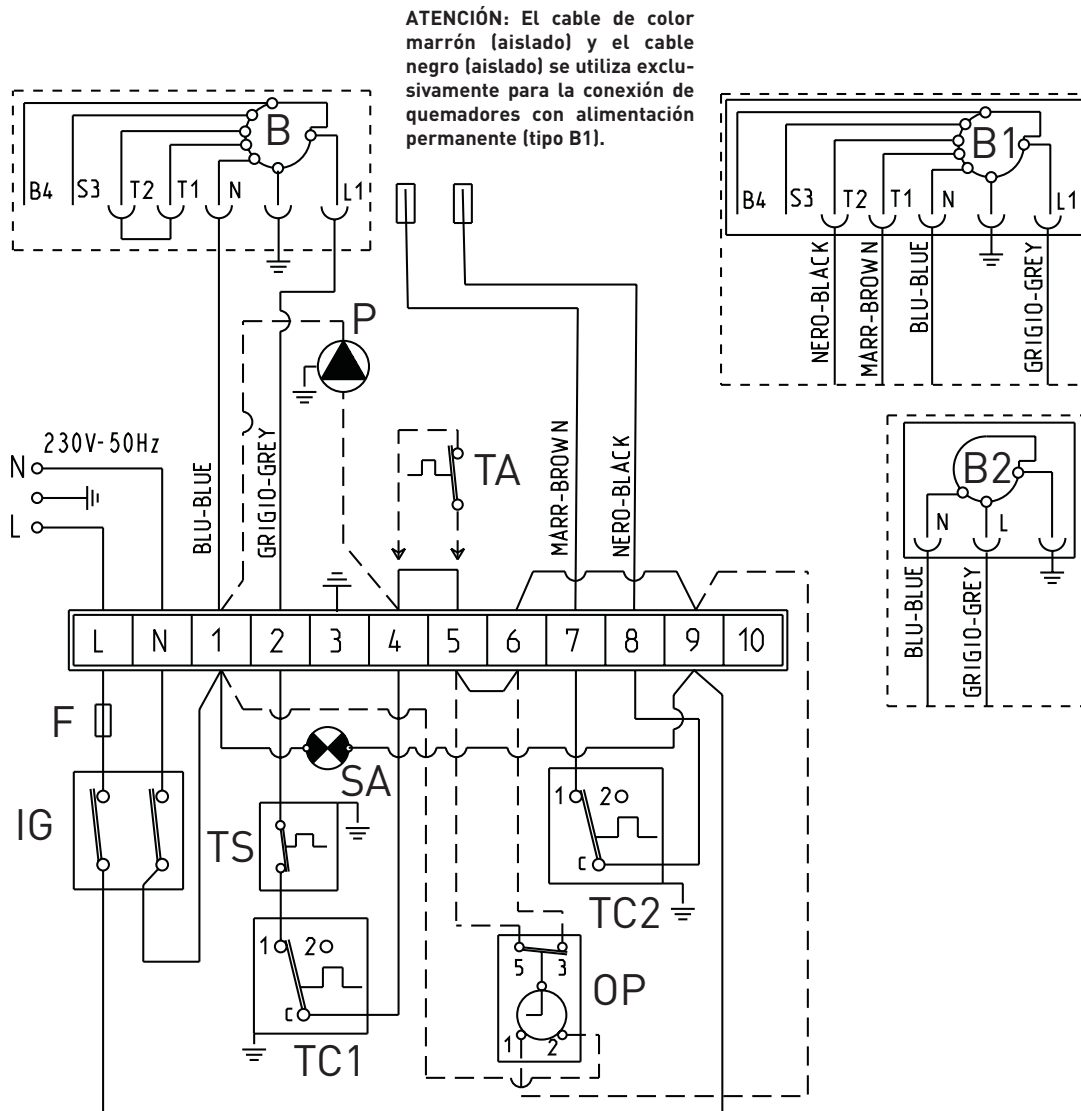 ATENCIÓN: El cable de color
marrón (aislado) y el cable
negro (aislado) se utiliza exclu-
sivamente para la conexión de
quemadores con alimentación
permanente (tipo B1).
B
B4 S3 T2 T1 N L1
B1
B4 S3 T2 T1 N L1
NERO-BLACK
MARR-BROWN
BLU-BLUE
GRIGIO-GREY
P
230V-50Hz
N
L
BLU-BLUE
GRIGIO-GREY
TA
MARR-BROWN
NERO-BLACK
B2
N L
BLU-BLUE
GRIGIO-GREY
L N 1 2 3 4 5 6 7 8 9 10
F
SA
IG
TS
1 2
C
TC2
1 2
C
TC1
5 3
OP
1 2